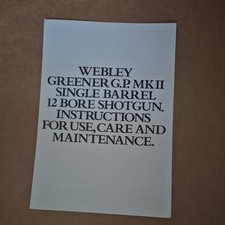 WEBLEY
GREENER G.P. MK II
SINGLE BARREL
12 BORE SHOTGUN.
INSTRUCTIONS
FOR USE, CARE AND
MAINTENANCE.